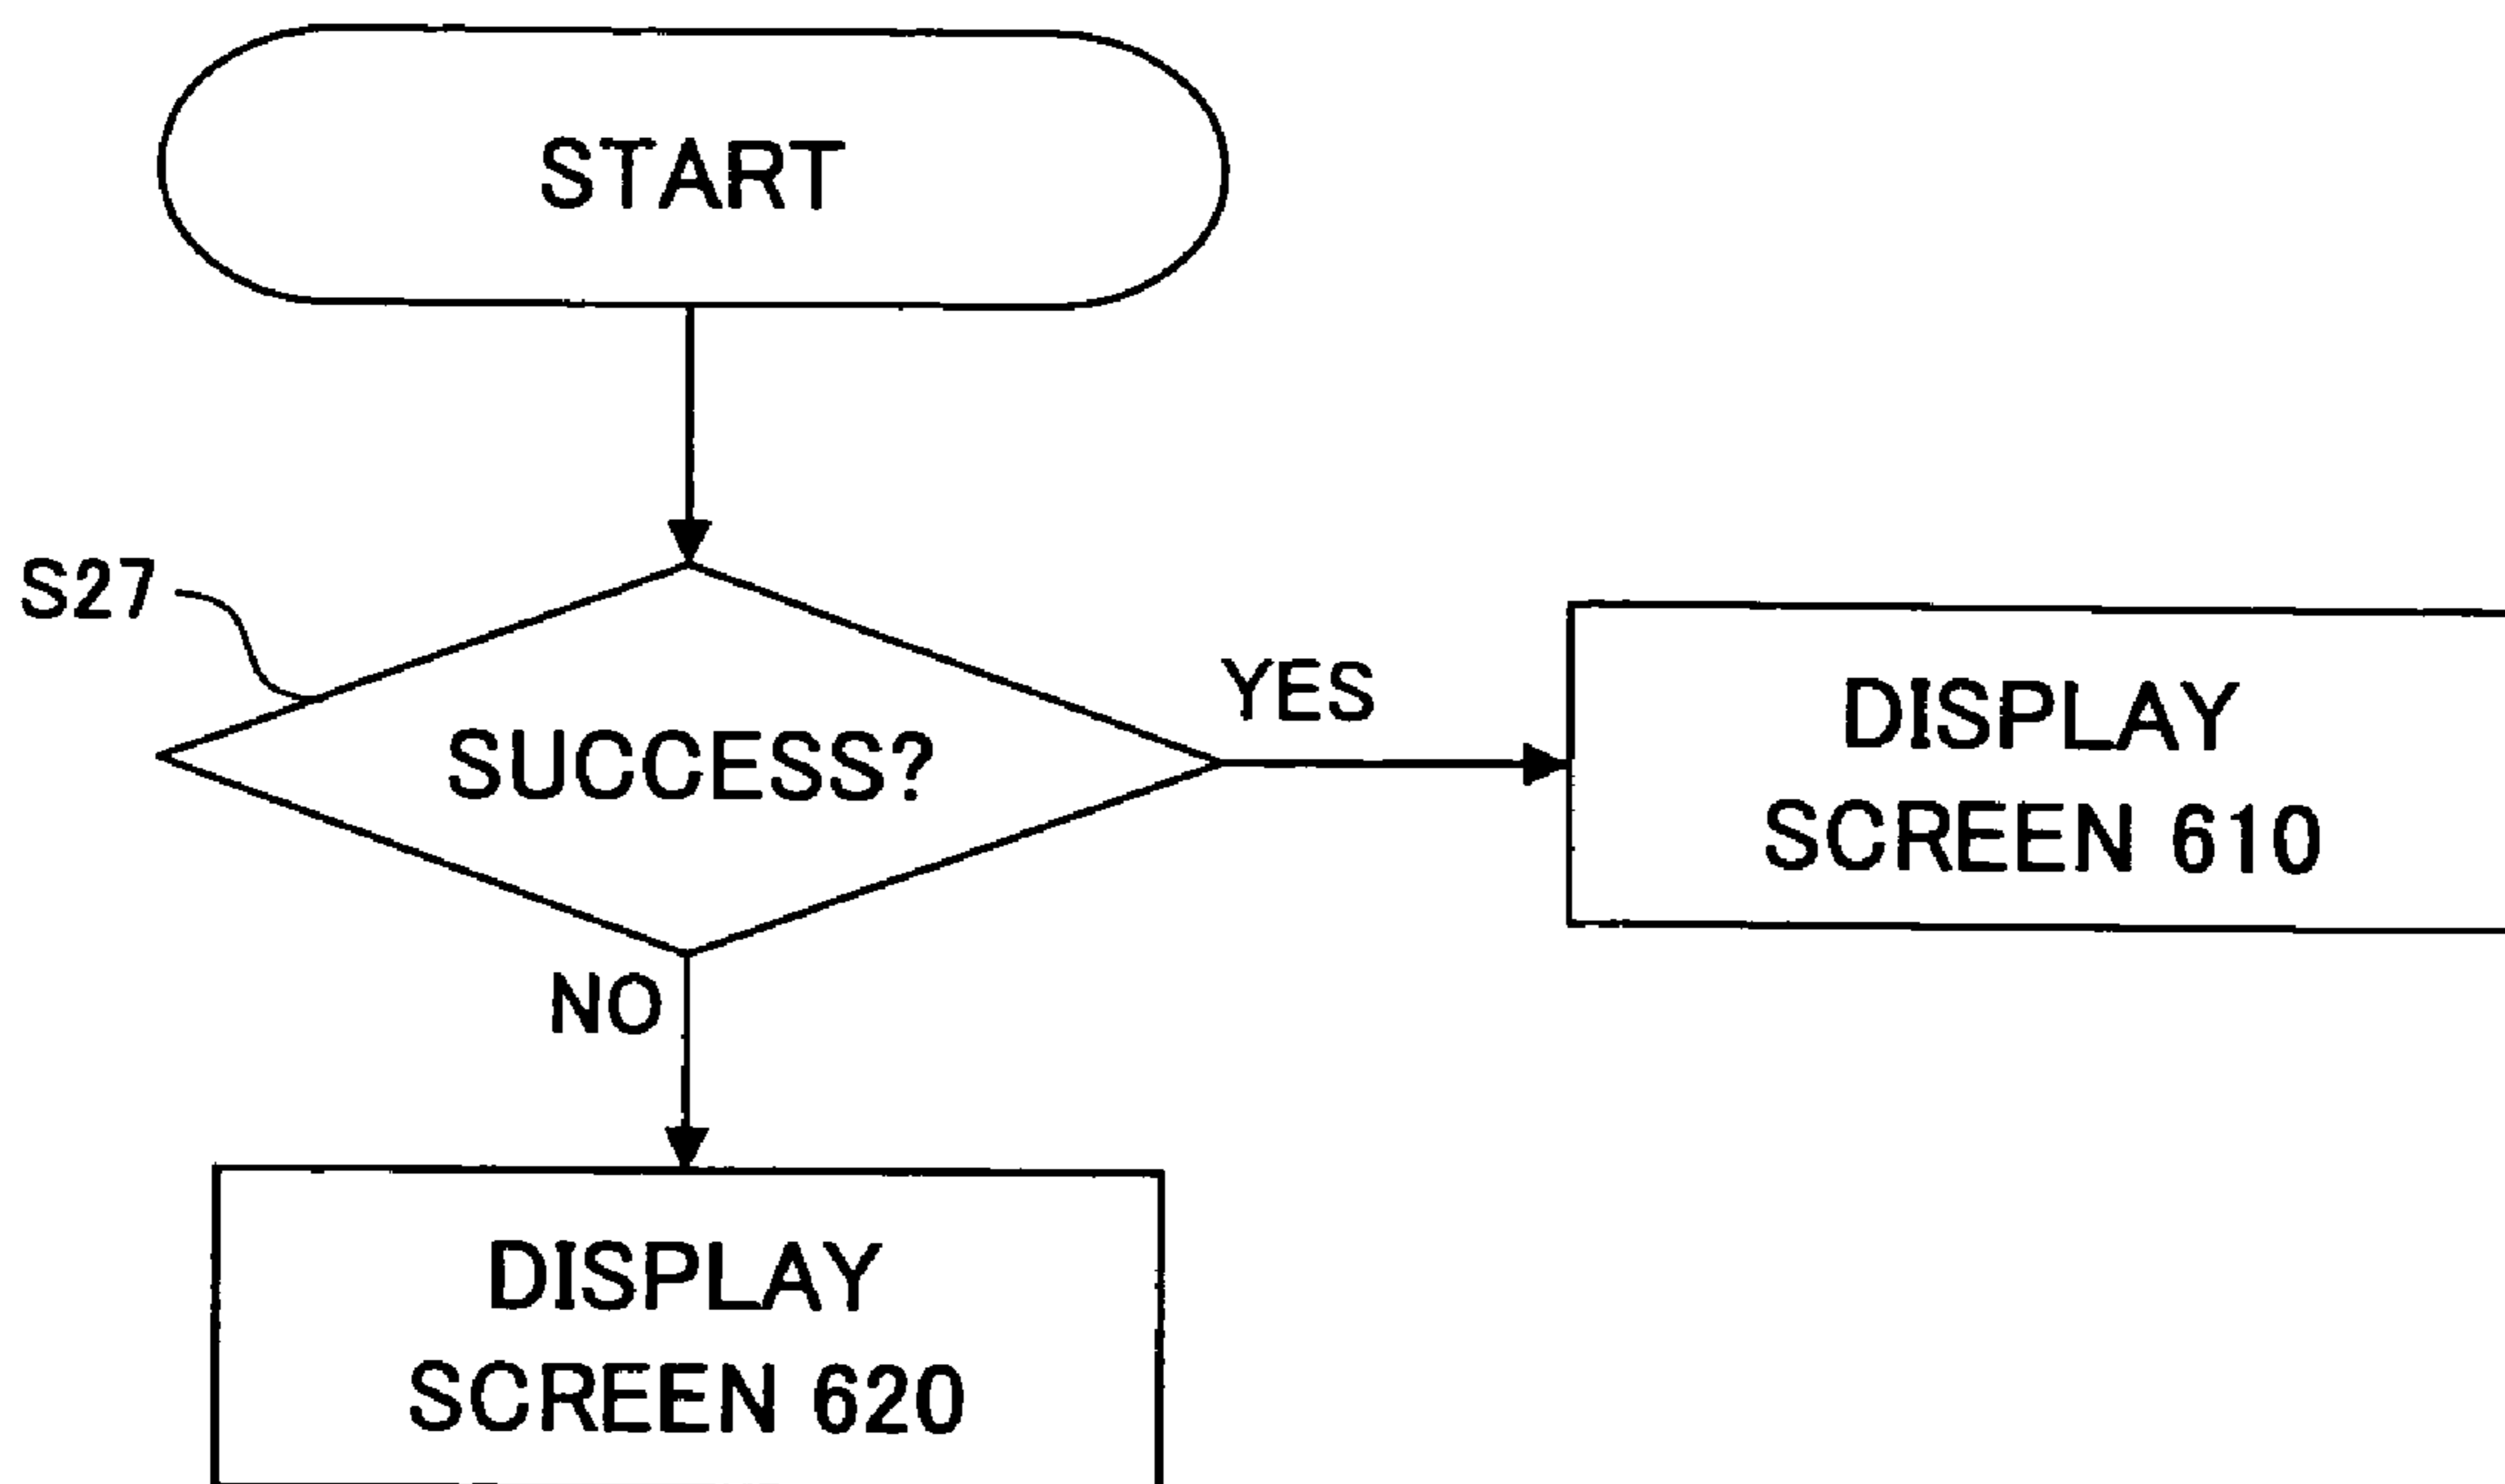 START
S27
SUCCESS?
YES
DISPLAY
SCREEN 610
NO
DISPLAY
SCREEN 620